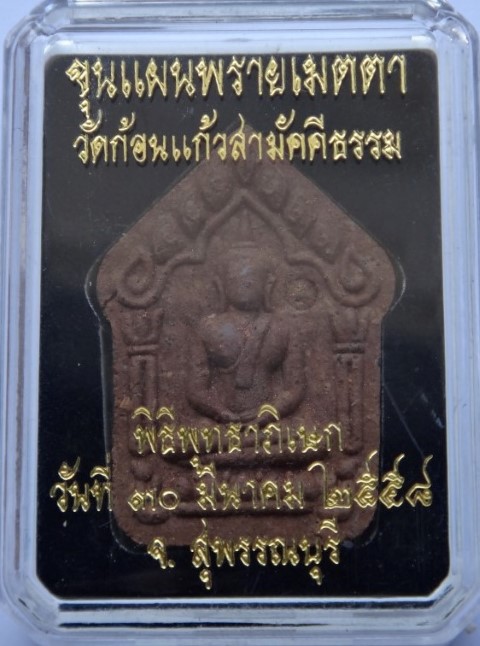 ขุนแผนพรายเมตตา
วัดก้อนแก้วสามัคคีธรรม
พิธีพุทธาภิเษก
วันที่ ๓๐ มีนาคม ๒๕๕๘
จ. สุพรรณบุรี